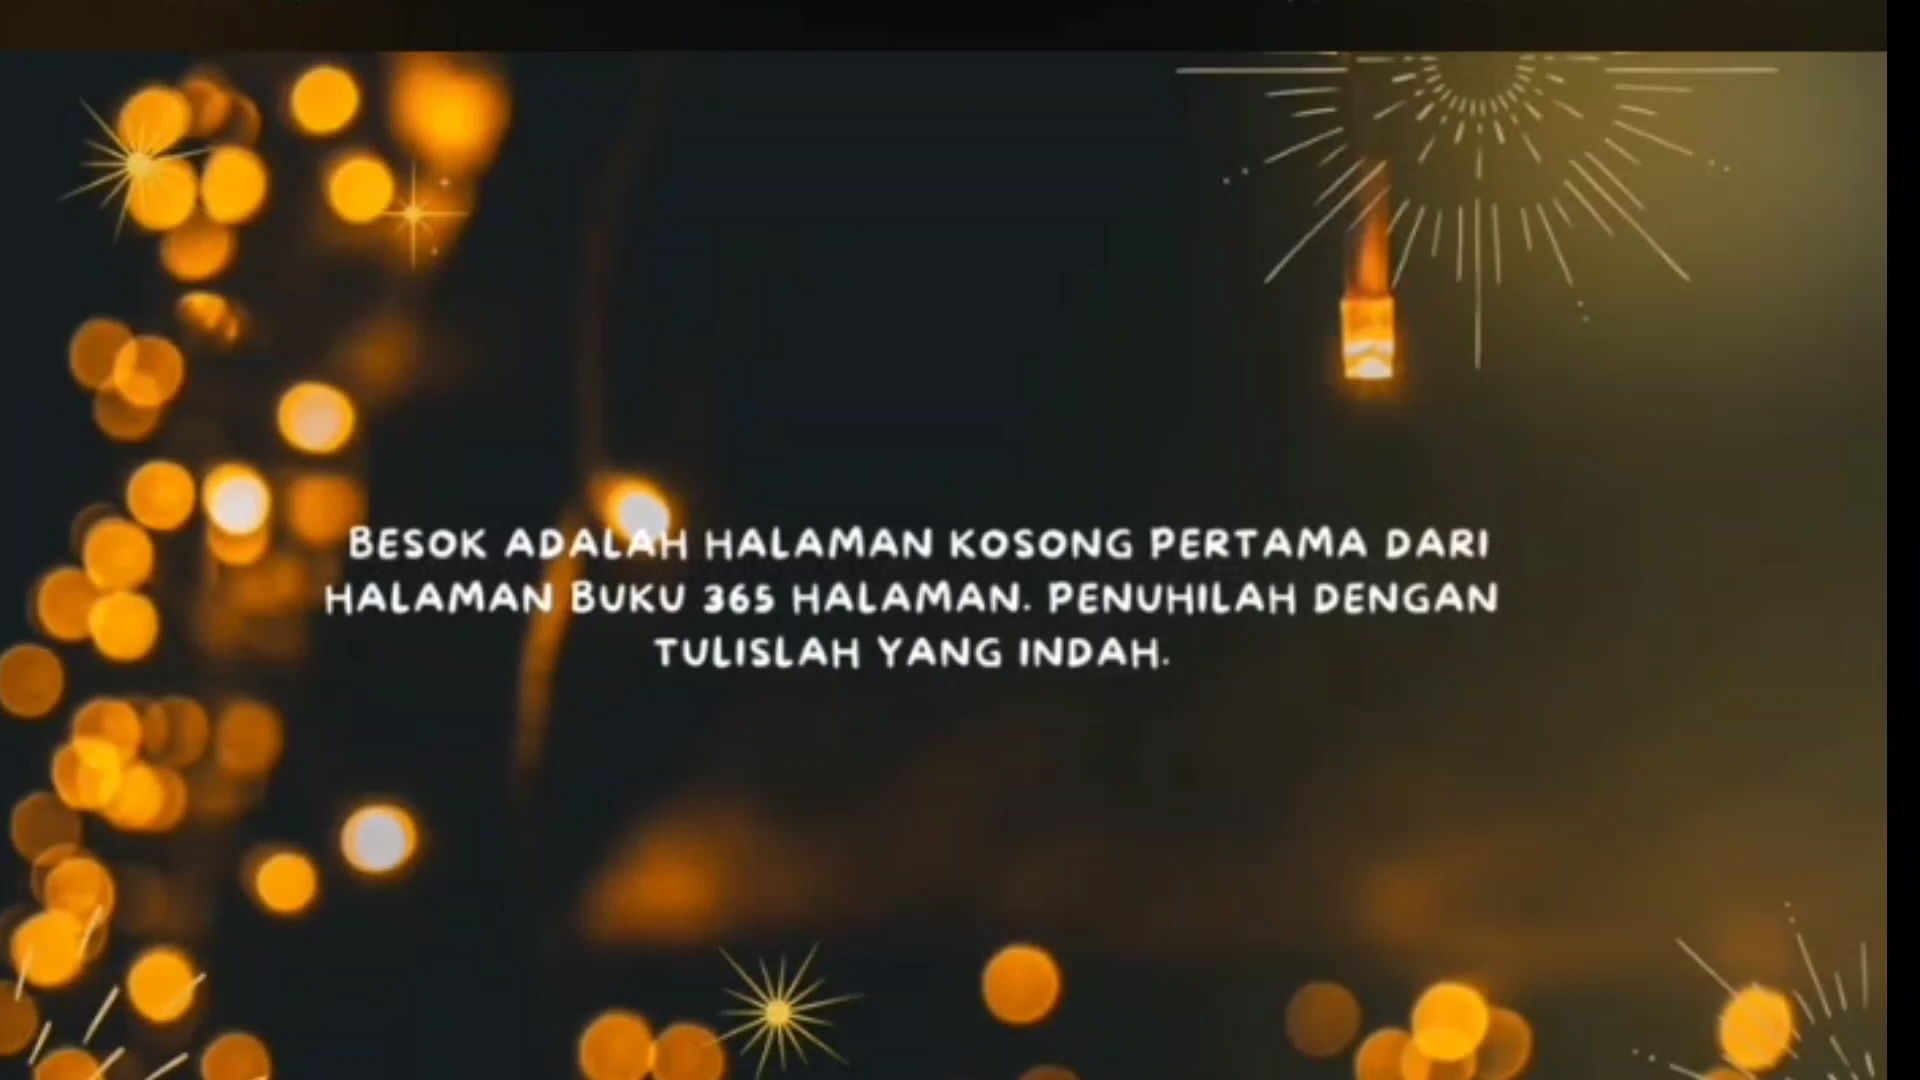 BESOK ADALAH HALAMAN KOSONG PERTAMA DARI
HALAMAN BUKU 365 HALAMAN. PENUHILAH DENGAN
TULISLAH YANG INDAH.